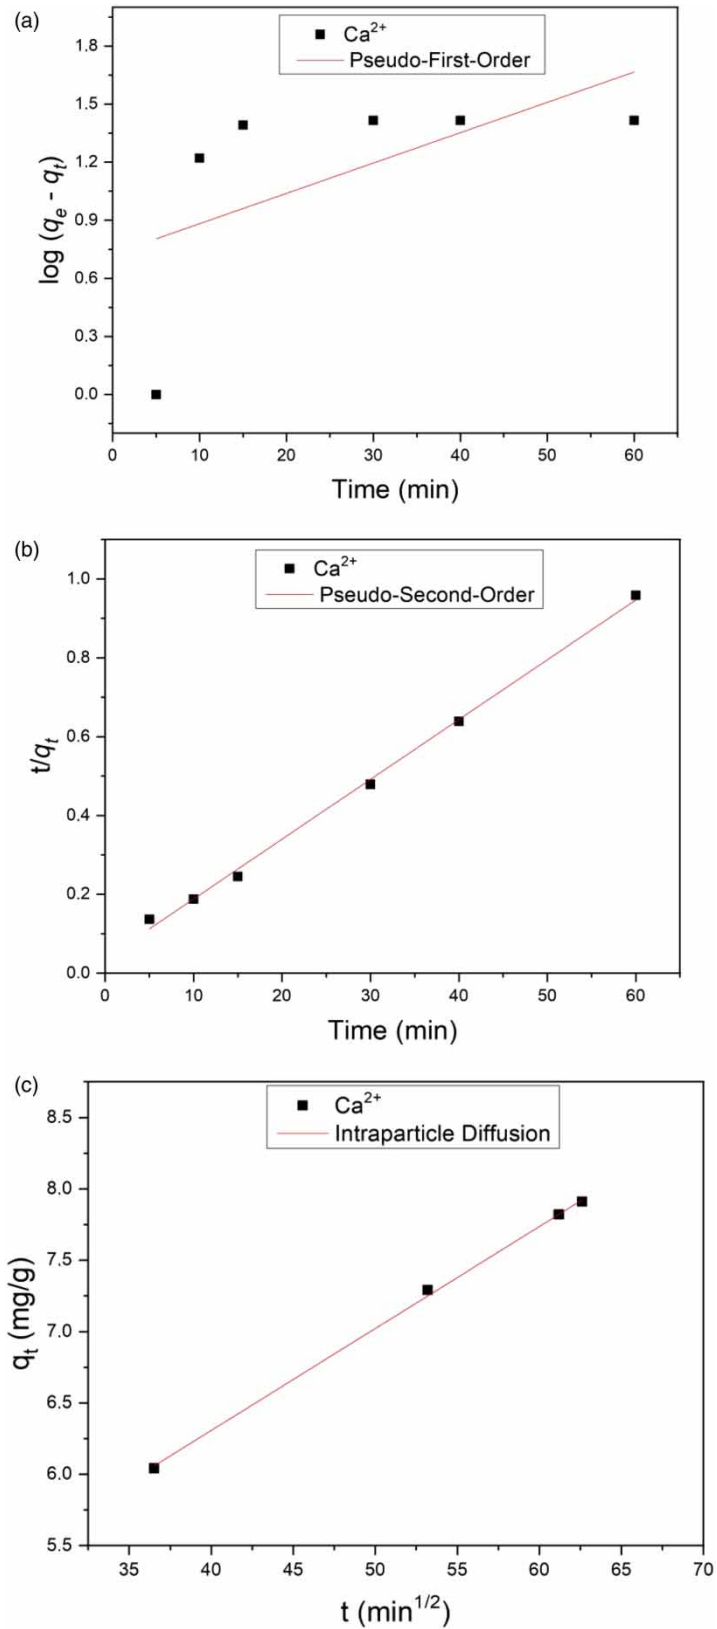 (a)
Ca²⁺
Pseudo-First-Order
1.8
1.5
1.2
0.9
0.6
0.3
0.0
log (qₑ - qₜ)
0 10 20 30 40 50 60
Time (min)
(b)
Ca²⁺
Pseudo-Second-Order
1.0
0.8
0.6
0.4
0.2
0.0
t/qₜ
0 10 20 30 40 50 60
Time (min)
(c)
Ca²⁺
Intraparticle Diffusion
8.5
8.0
7.5
7.0
6.5
6.0
5.5
qₜ (mg/g)
35 40 45 50 55 60 65 70
t (min¹/²)